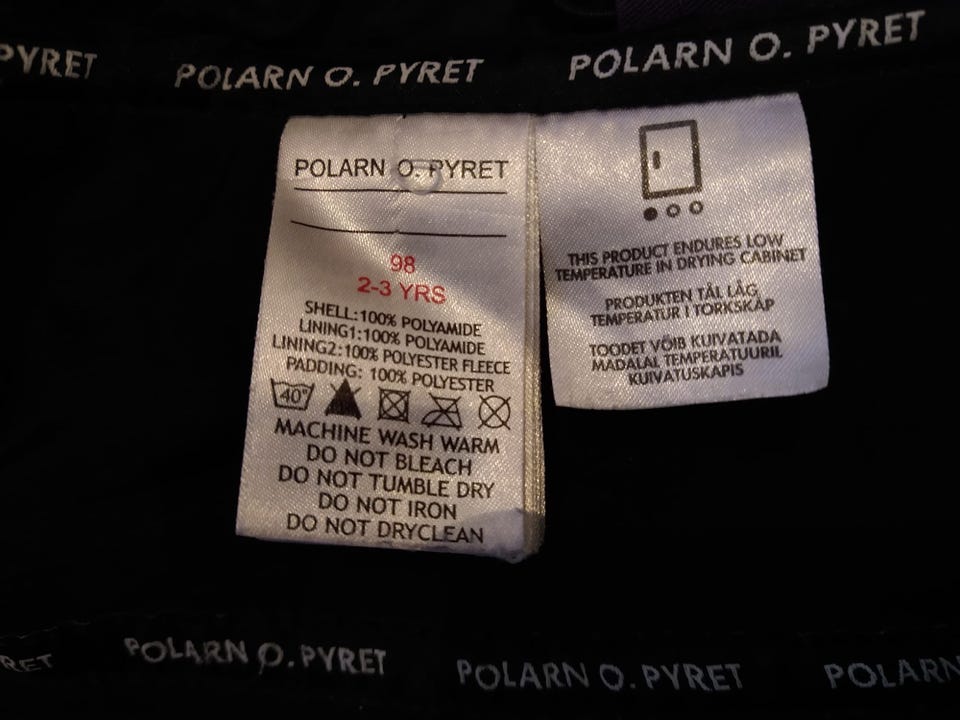 PYRET POLARN O. PYRET POLARN O. PYRET
POLARN O. PYRET
98
2-3 YRS
SHELL:100% POLYAMIDE
LINING1:100% POLYAMIDE
LINING2:100% POLYESTER FLEECE
PADDING: 100% POLYESTER
40°
MACHINE WASH WARM
DO NOT BLEACH
DO NOT TUMBLE DRY
DO NOT IRON
DO NOT DRYCLEAN
THIS PRODUCT ENDURES LOW
TEMPERATURE IN DRYING CABINET
PRODUKTEN TÅL LÅG
TEMPERATUR I TORKSKÅP
TOODET VÕIB KUIVATADA
MADALAL TEMPERATUURIL
KUIVATUSKAPIS
RET POLARN O. PYRET POLARN O. PYRET POLARN